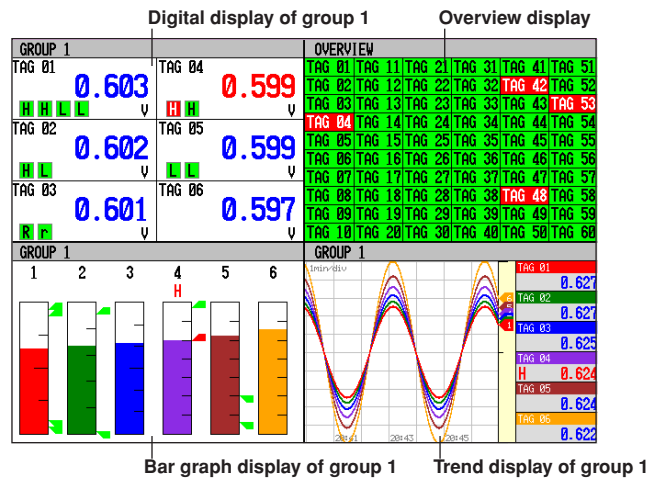 Digital display of group 1
Overview display
GROUP 1
TAG 01
0.603
V
H H L L
TAG 04
0.599
V
H H
TAG 02
0.602
V
H L
TAG 05
0.599
V
L L
TAG 03
0.601
V
R r
TAG 06
0.597
V
OVERVIEW
TAG 01 TAG 11 TAG 21 TAG 31 TAG 41 TAG 51
TAG 02 TAG 12 TAG 22 TAG 32 TAG 42 TAG 52
TAG 03 TAG 13 TAG 23 TAG 33 TAG 43 TAG 53
TAG 04 TAG 14 TAG 24 TAG 34 TAG 44 TAG 54
TAG 05 TAG 15 TAG 25 TAG 35 TAG 45 TAG 55
TAG 06 TAG 16 TAG 26 TAG 36 TAG 46 TAG 56
TAG 07 TAG 17 TAG 27 TAG 37 TAG 47 TAG 57
TAG 08 TAG 18 TAG 28 TAG 38 TAG 48 TAG 58
TAG 09 TAG 19 TAG 29 TAG 39 TAG 49 TAG 59
TAG 10 TAG 20 TAG 30 TAG 40 TAG 50 TAG 60
GROUP 1
1 2 3 4 5 6
H
GROUP 1
1min/div
20:41 20:43 20:45
6
5
1
TAG 01
0.627
TAG 02
0.627
TAG 03
0.625
TAG 04
H 0.624
TAG 05
0.624
TAG 06
0.622
Bar graph display of group 1
Trend display of group 1